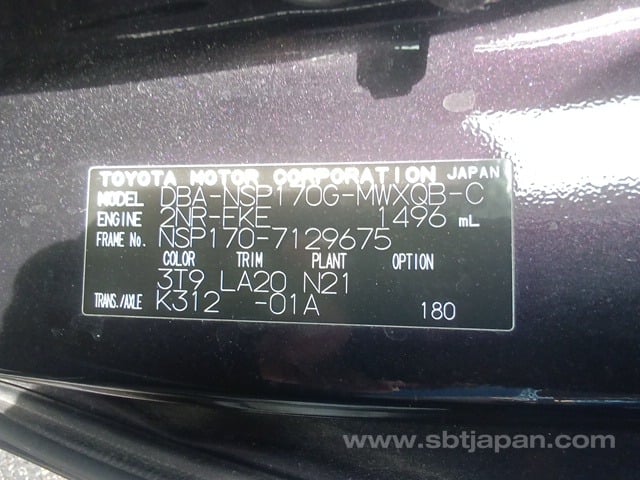 TOYOTA MOTOR CORPORATION JAPAN
MODEL DBA-NSP170G-MWXQB-C
ENGINE 2NR-FKE 1496 mL
FRAME No. NSP170-7129675
COLOR TRIM PLANT OPTION
3T9 LA20 N21
TRANS./AXLE K312 -01A 180
www.sbtjapan.com